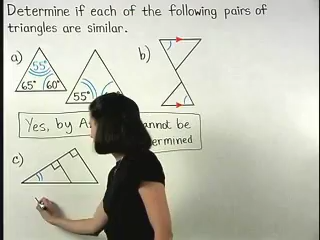 Determine if each of the following pairs of
triangles are similar.
a)
b)
55°
65° 60°
55°
60°
Yes, by
annot be
ermined
c)